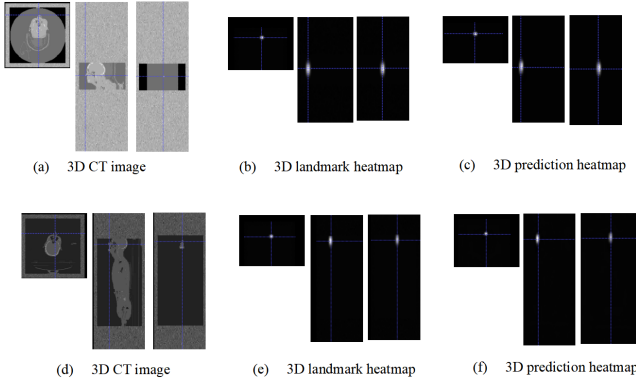 (a) 3D CT image
(b) 3D landmark heatmap
(c) 3D prediction heatmap
(d) 3D CT image
(e) 3D landmark heatmap
(f) 3D prediction heatmap